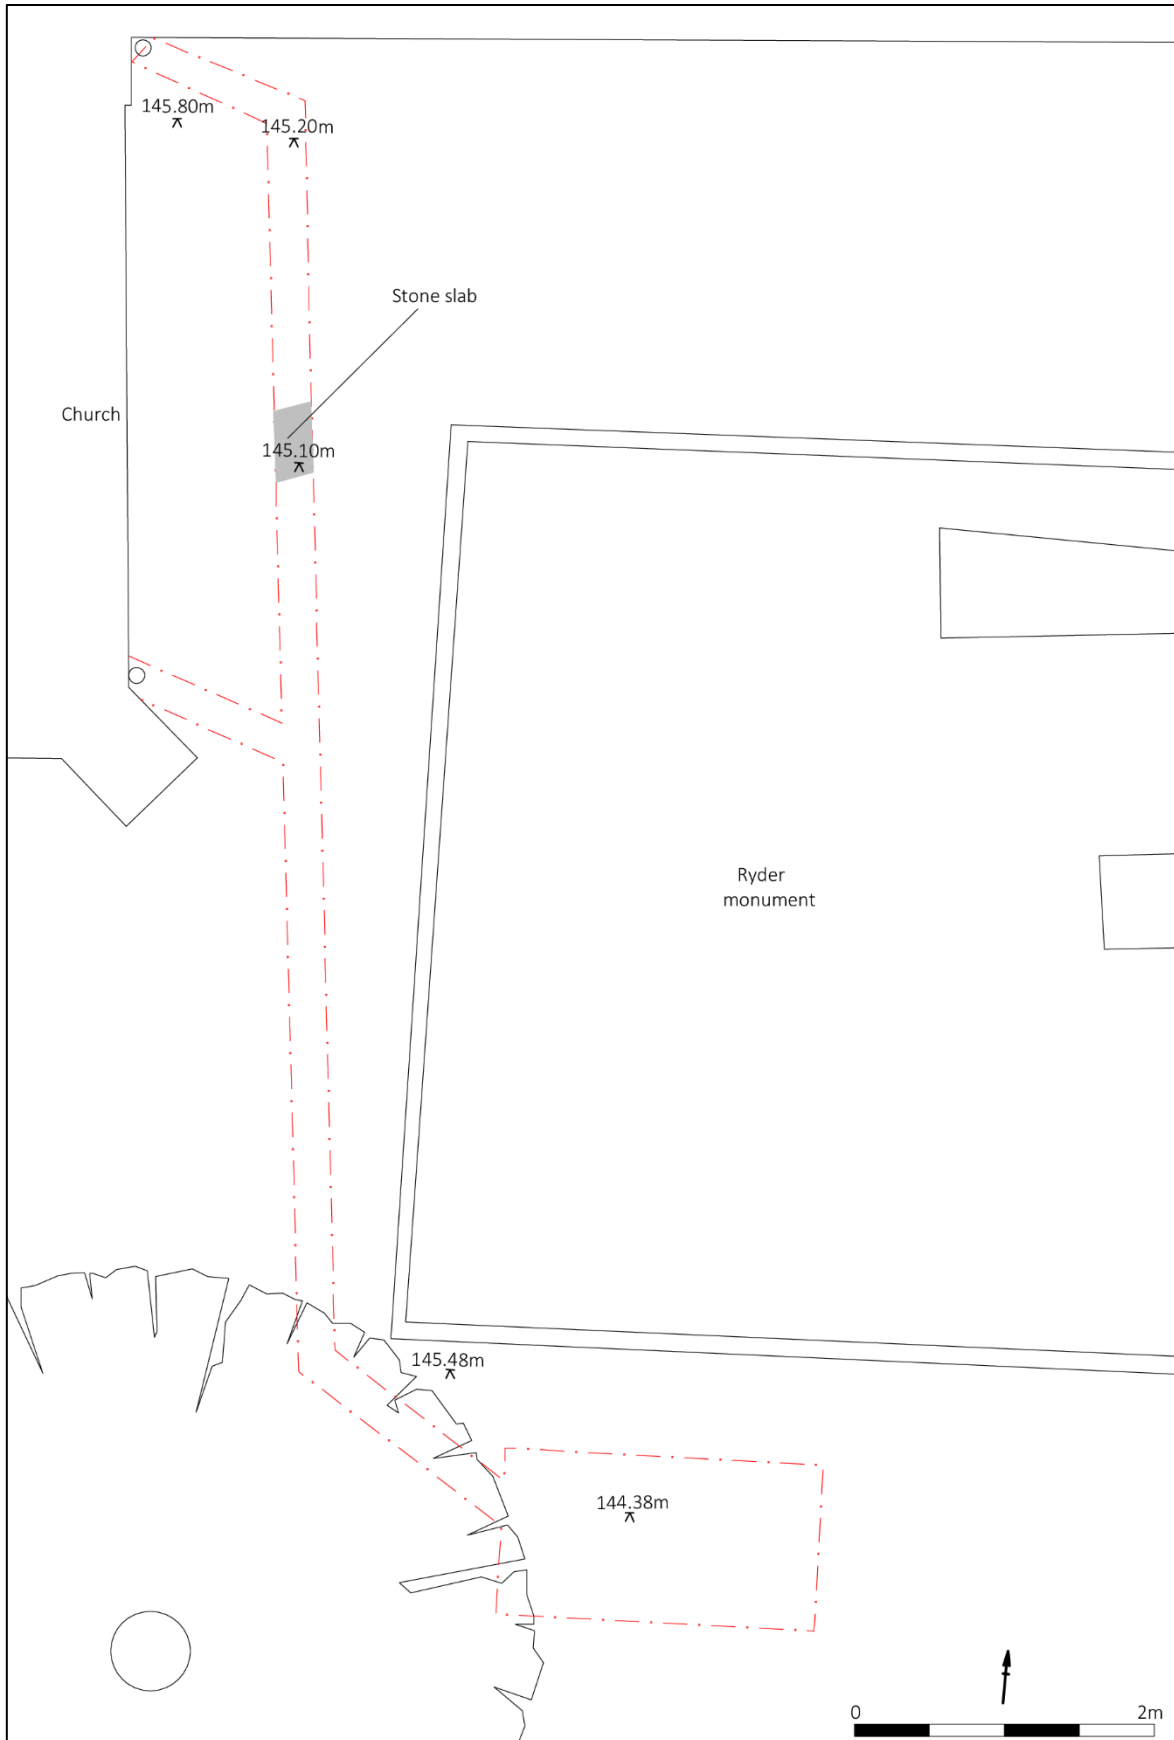 145.80m
145.20m
Stone slab
Church
145.10m
Ryder
monument
145.48m
144.38m
0 2m